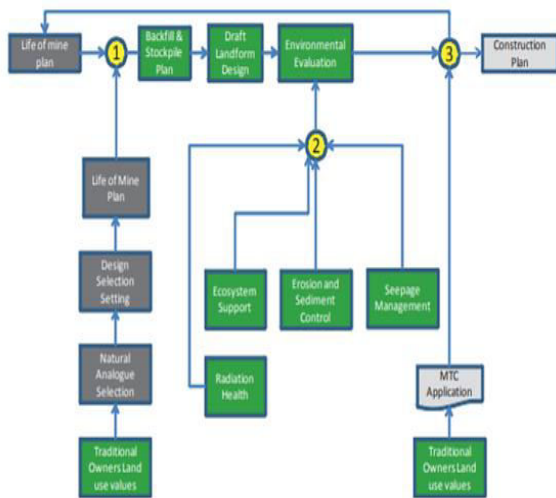 Life of mine
plan
1
Backfill &
Stockpile
Plan
Draft
Landform
Design
Environmental
Evaluation
3
Construction
Plan
2
Life of Mine
Plan
Design
Selection
Setting
Natural
Analogue
Selection
Traditional
Owners Land
use values
Ecosystem
Support
Erosion and
Sediment
Control
Seepage
Management
Radiation
Health
MTC
Application
Traditional
Owners Land
use values